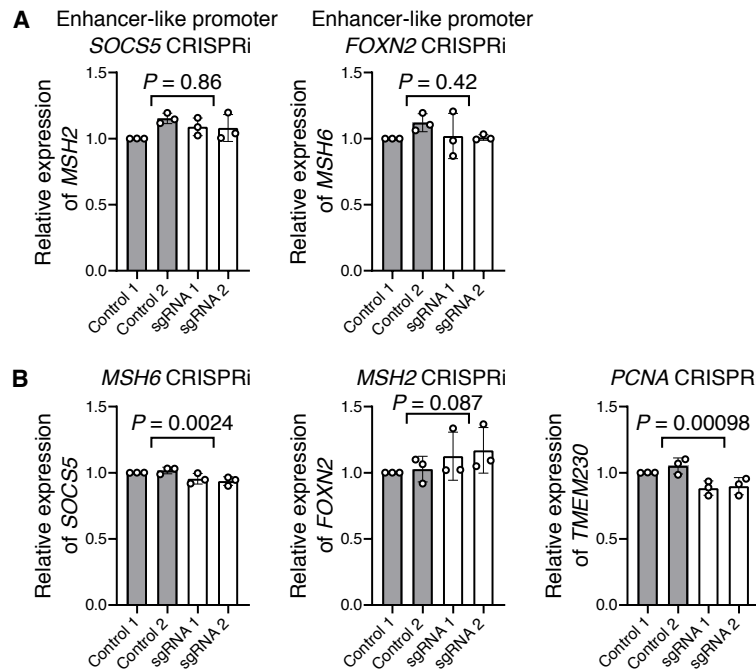 A
Enhancer-like promoter
SOCS5 CRISPRi
1.5
1.0
0.5
0.0
Relative expression
of MSH2
P = 0.86
Control 1
Control 2
sgRNA 1
sgRNA 2
Enhancer-like promoter
FOXN2 CRISPRi
1.5
1.0
0.5
0.0
Relative expression
of MSH6
P = 0.42
Control 1
Control 2
sgRNA 1
sgRNA 2
B
MSH6 CRISPRi
1.5
1.0
0.5
0.0
Relative expression
of SOCS5
P = 0.0024
Control 1
Control 2
sgRNA 1
sgRNA 2
MSH2 CRISPRi
1.5
1.0
0.5
0.0
Relative expression
of FOXN2
P = 0.087
Control 1
Control 2
sgRNA 1
sgRNA 2
PCNA CRISPR
1.5
1.0
0.5
0.0
Relative expression
of TMEM230
P = 0.00098
Control 1
Control 2
sgRNA 1
sgRNA 2